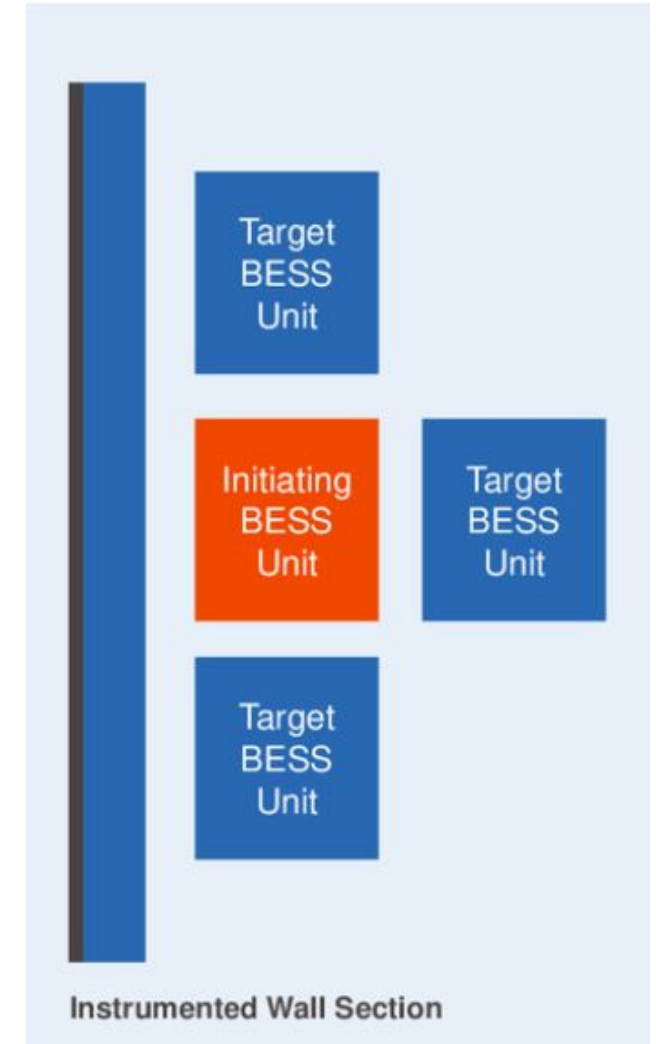 Target
BESS
Unit
Initiating
BESS
Unit
Target
BESS
Unit
Target
BESS
Unit
Instrumented Wall Section